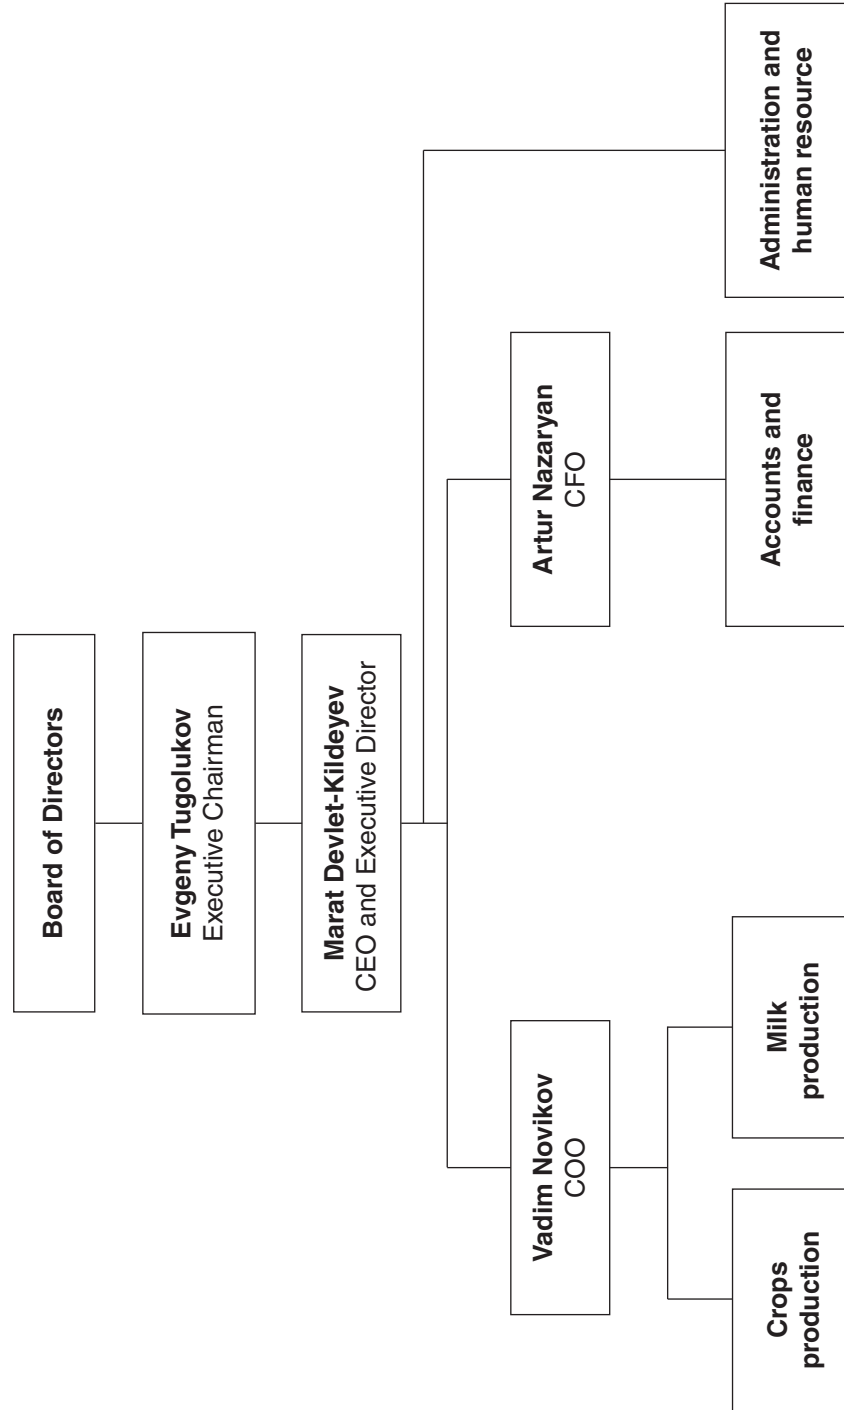 Board of Directors
Evgeny Tugolukov
Executive Chairman
Marat Devlet-Kildeyev
CEO and Executive Director
Vadim Novikov
COO
Artur Nazaryan
CFO
Crops
production
Milk
production
Accounts and
finance
Administration and
human resource